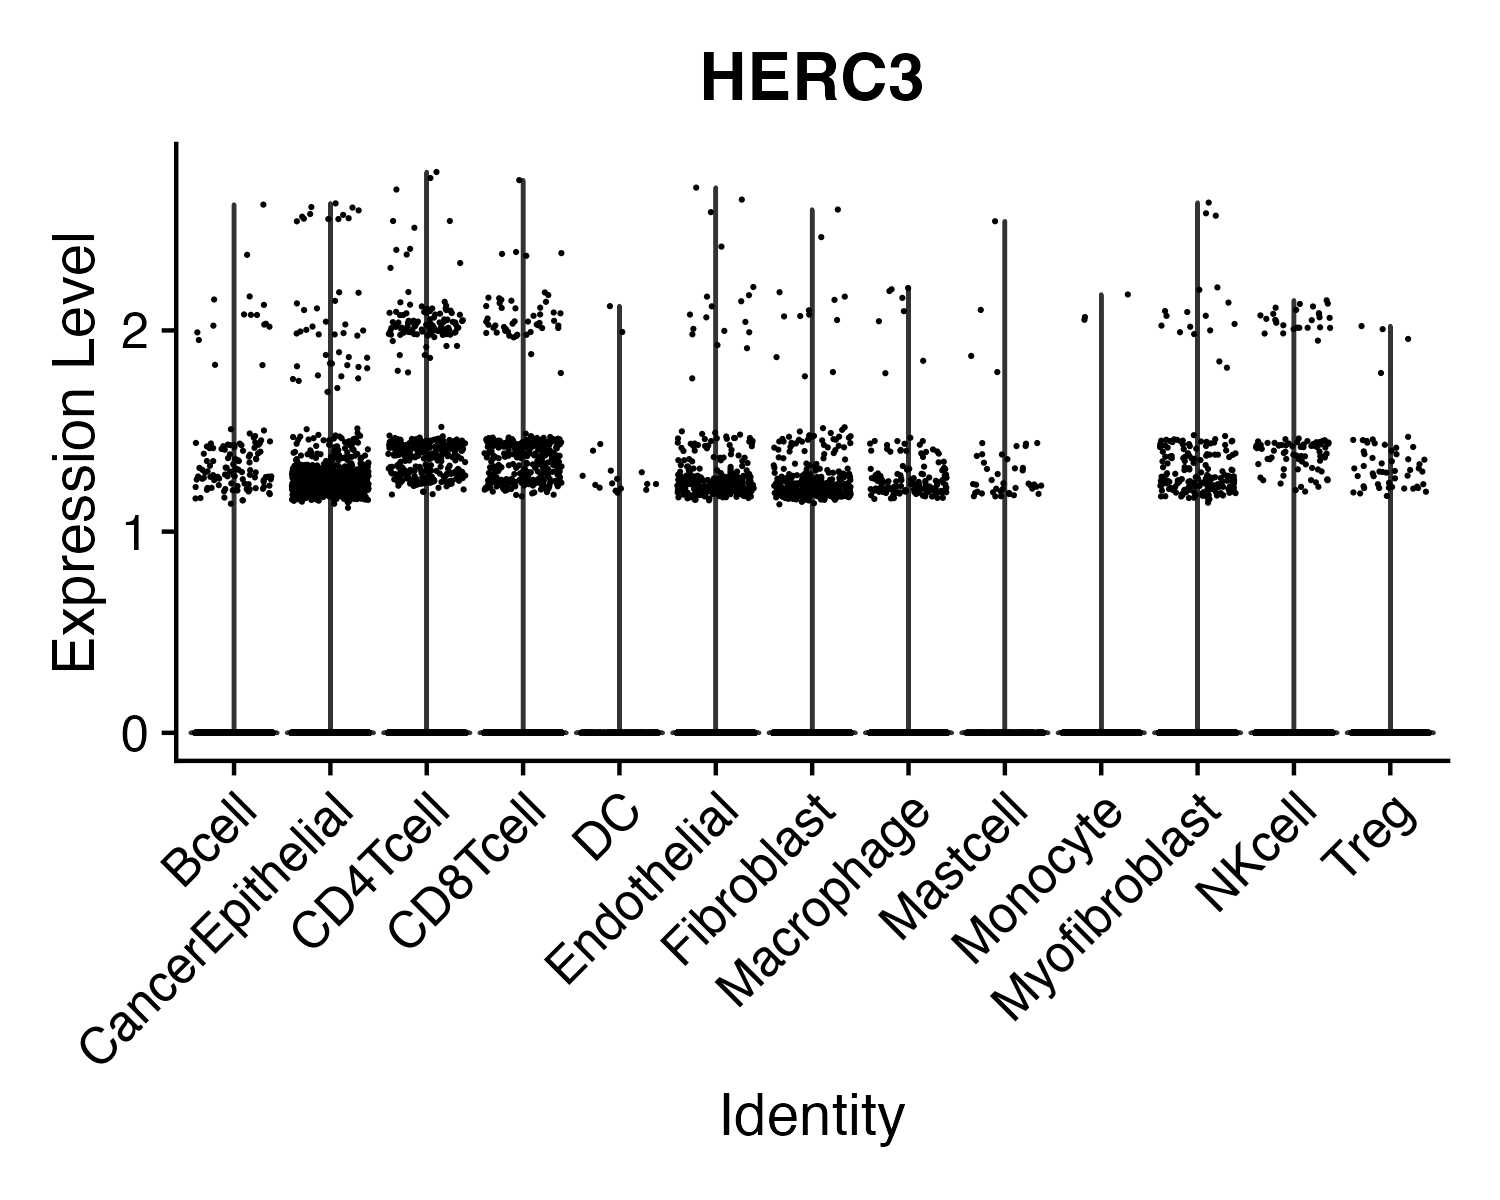 HERC3
Expression Level
2
1
0
Bcell
CancerEpithelial
CD4Tcell
CD8Tcell
DC
Endothelial
Fibroblast
Macrophage
Mastcell
Monocyte
Myofibroblast
NKcell
Treg
Identity